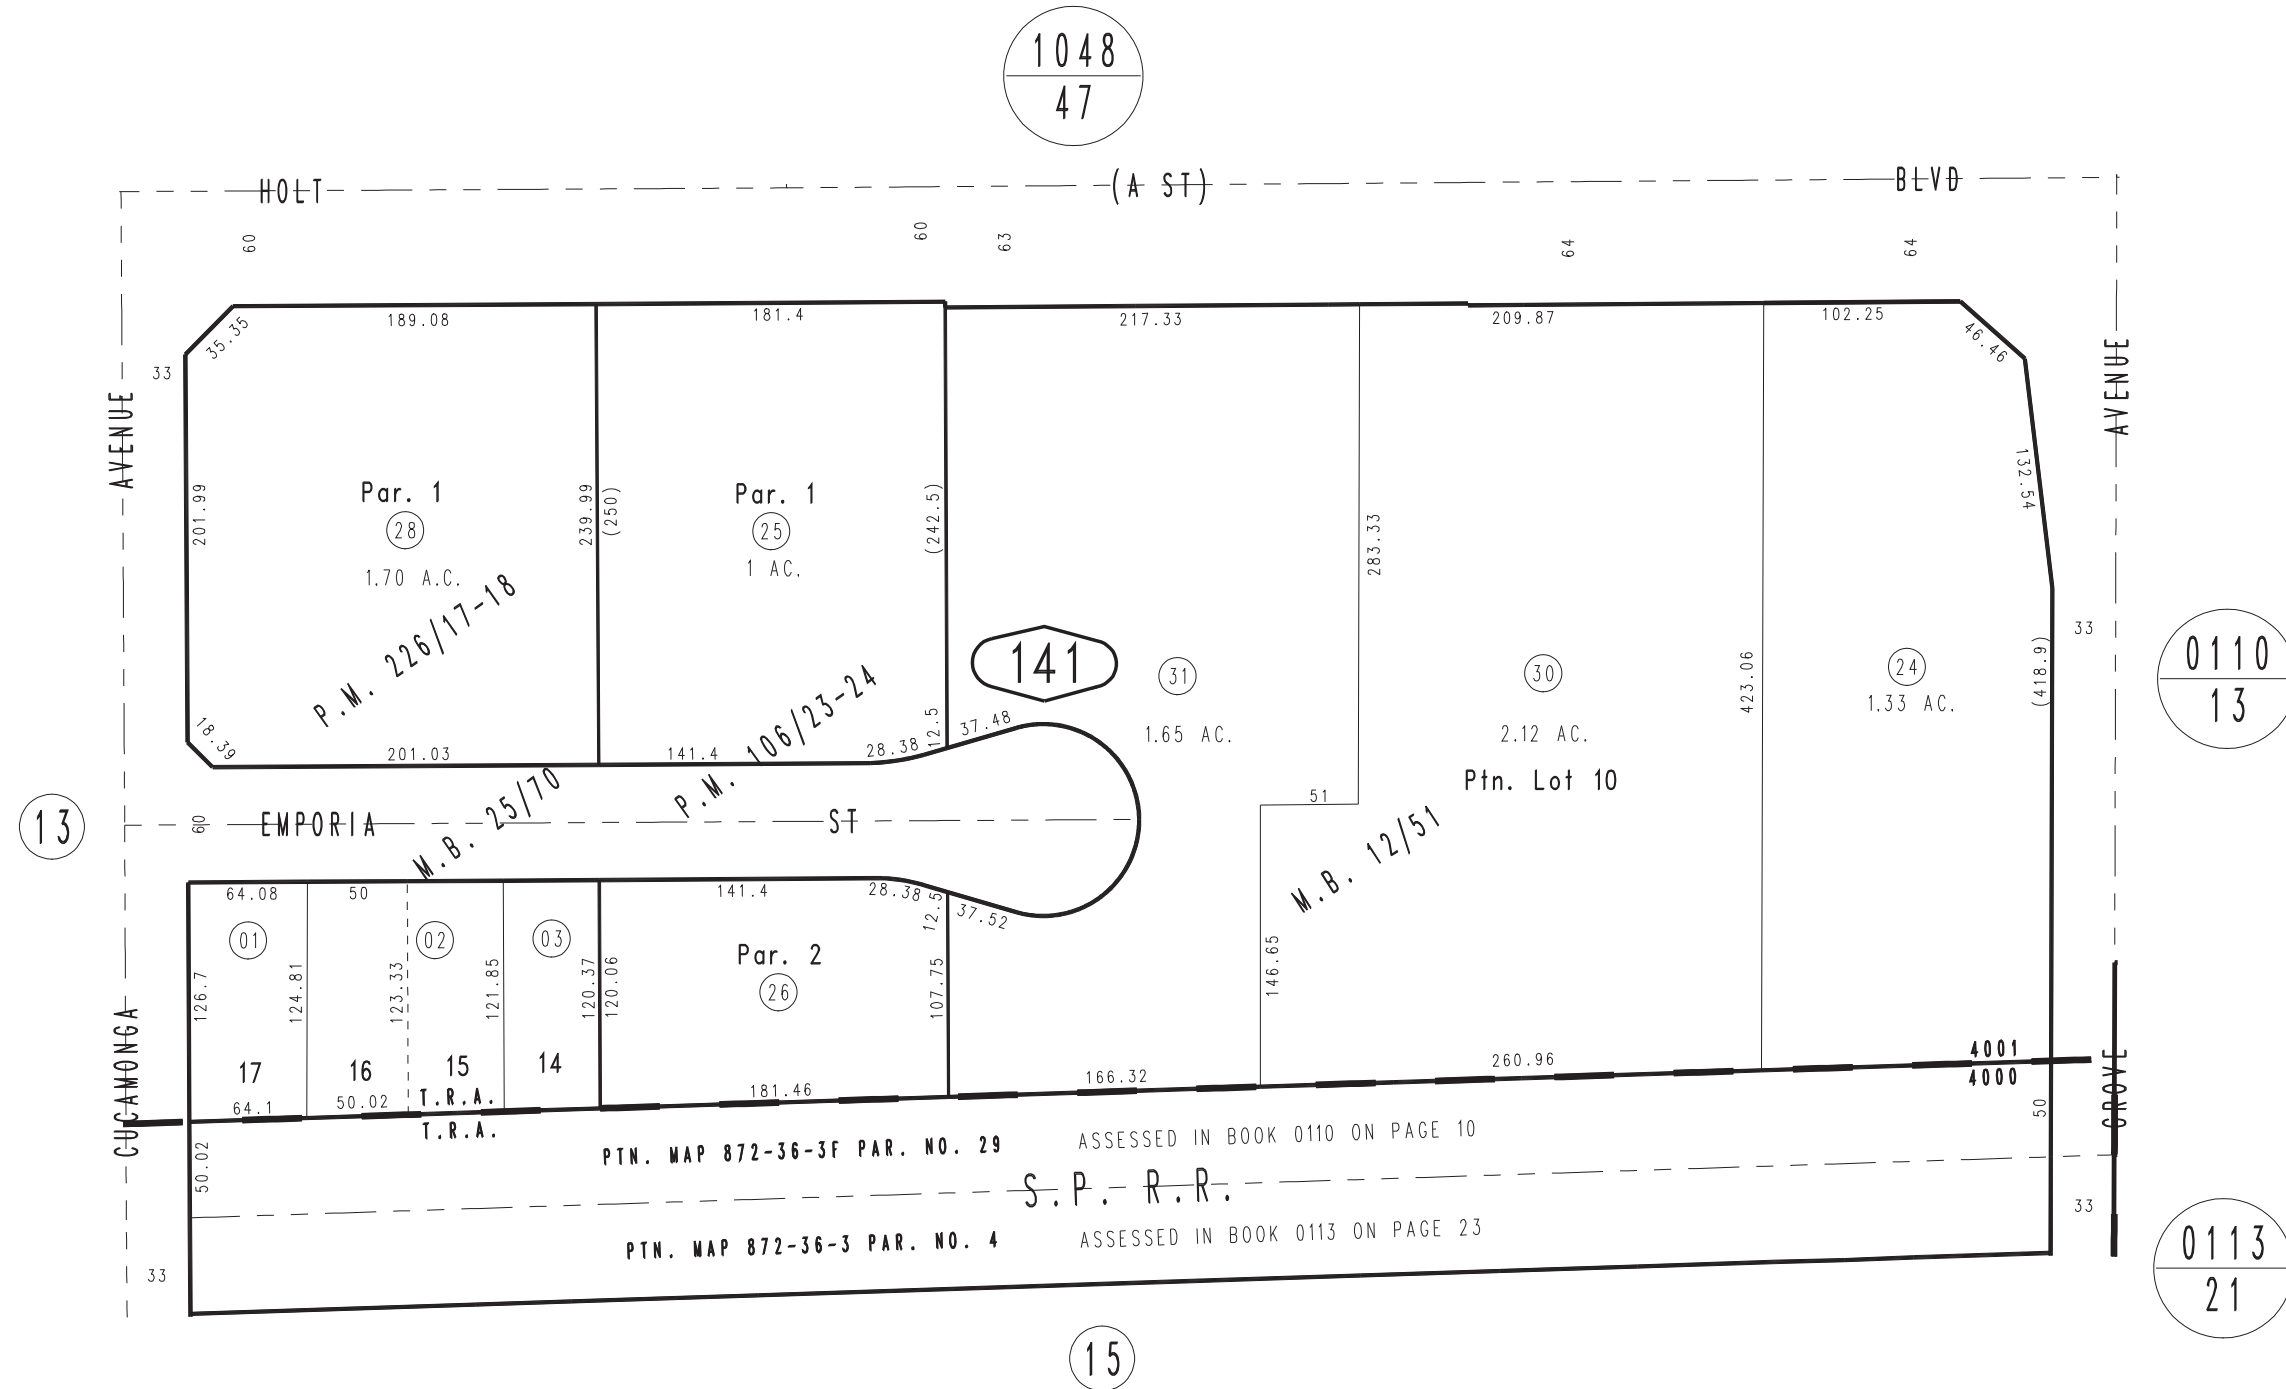 1048
47
HOLT (A ST) BLVD
60 60 63 64 64
189.08 181.4 217.33 209.87 102.25
35.35 46.46
33
AVENUE AVENUE
132.54
201.99 239.99 (250) (242.5) 283.33
Par. 1
28
1.70 A.C.
P.M. 226/17-18
Par. 1
25
1 AC.
P.M. 106/23-24
141
31
1.65 AC.
30
2.12 AC.
Ptn. Lot 10
M.B. 12/51
423.06
24
1.33 AC.
(418.9)
33
0110
13
18.39 201.03 141.4 28.38 12.5 37.48
51
13
60 EMPORIA ST
M.B. 25/70
64.08 50 141.4 28.38 12.5 37.52
01 02 03
Par. 2
26
126.7 124.81 123.33 121.85 120.37 120.06 107.75 146.65
17 16 15 14
64.1 50.02 T.R.A. 181.46 166.32 260.96 4001
T.R.A. 4000
CUCAMONGA GROVE
50.02 50
PTN. MAP 872-36-3F PAR. NO. 29 ASSESSED IN BOOK 0110 ON PAGE 10
S.P. R.R.
PTN. MAP 872-36-3 PAR. NO. 4 ASSESSED IN BOOK 0113 ON PAGE 23
33 33
0113
21
15